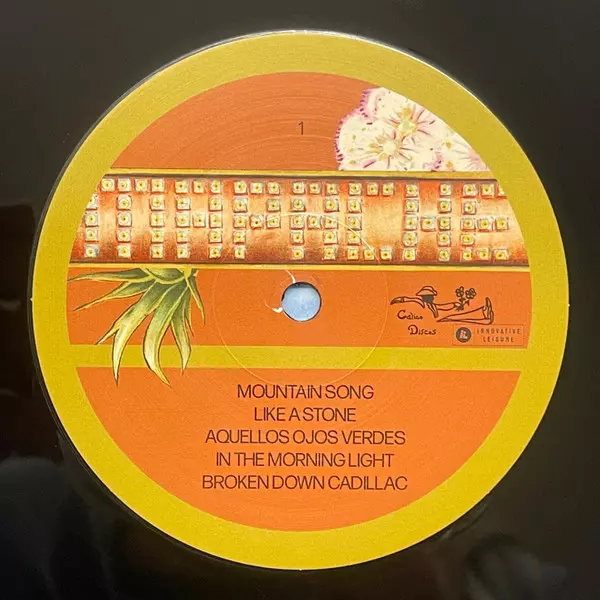 1
Calico
Discos
INNOVATIVE
LEISURE
MOUNTAIN SONG
LIKE A STONE
AQUELLOS OJOS VERDES
IN THE MORNING LIGHT
BROKEN DOWN CADILLAC